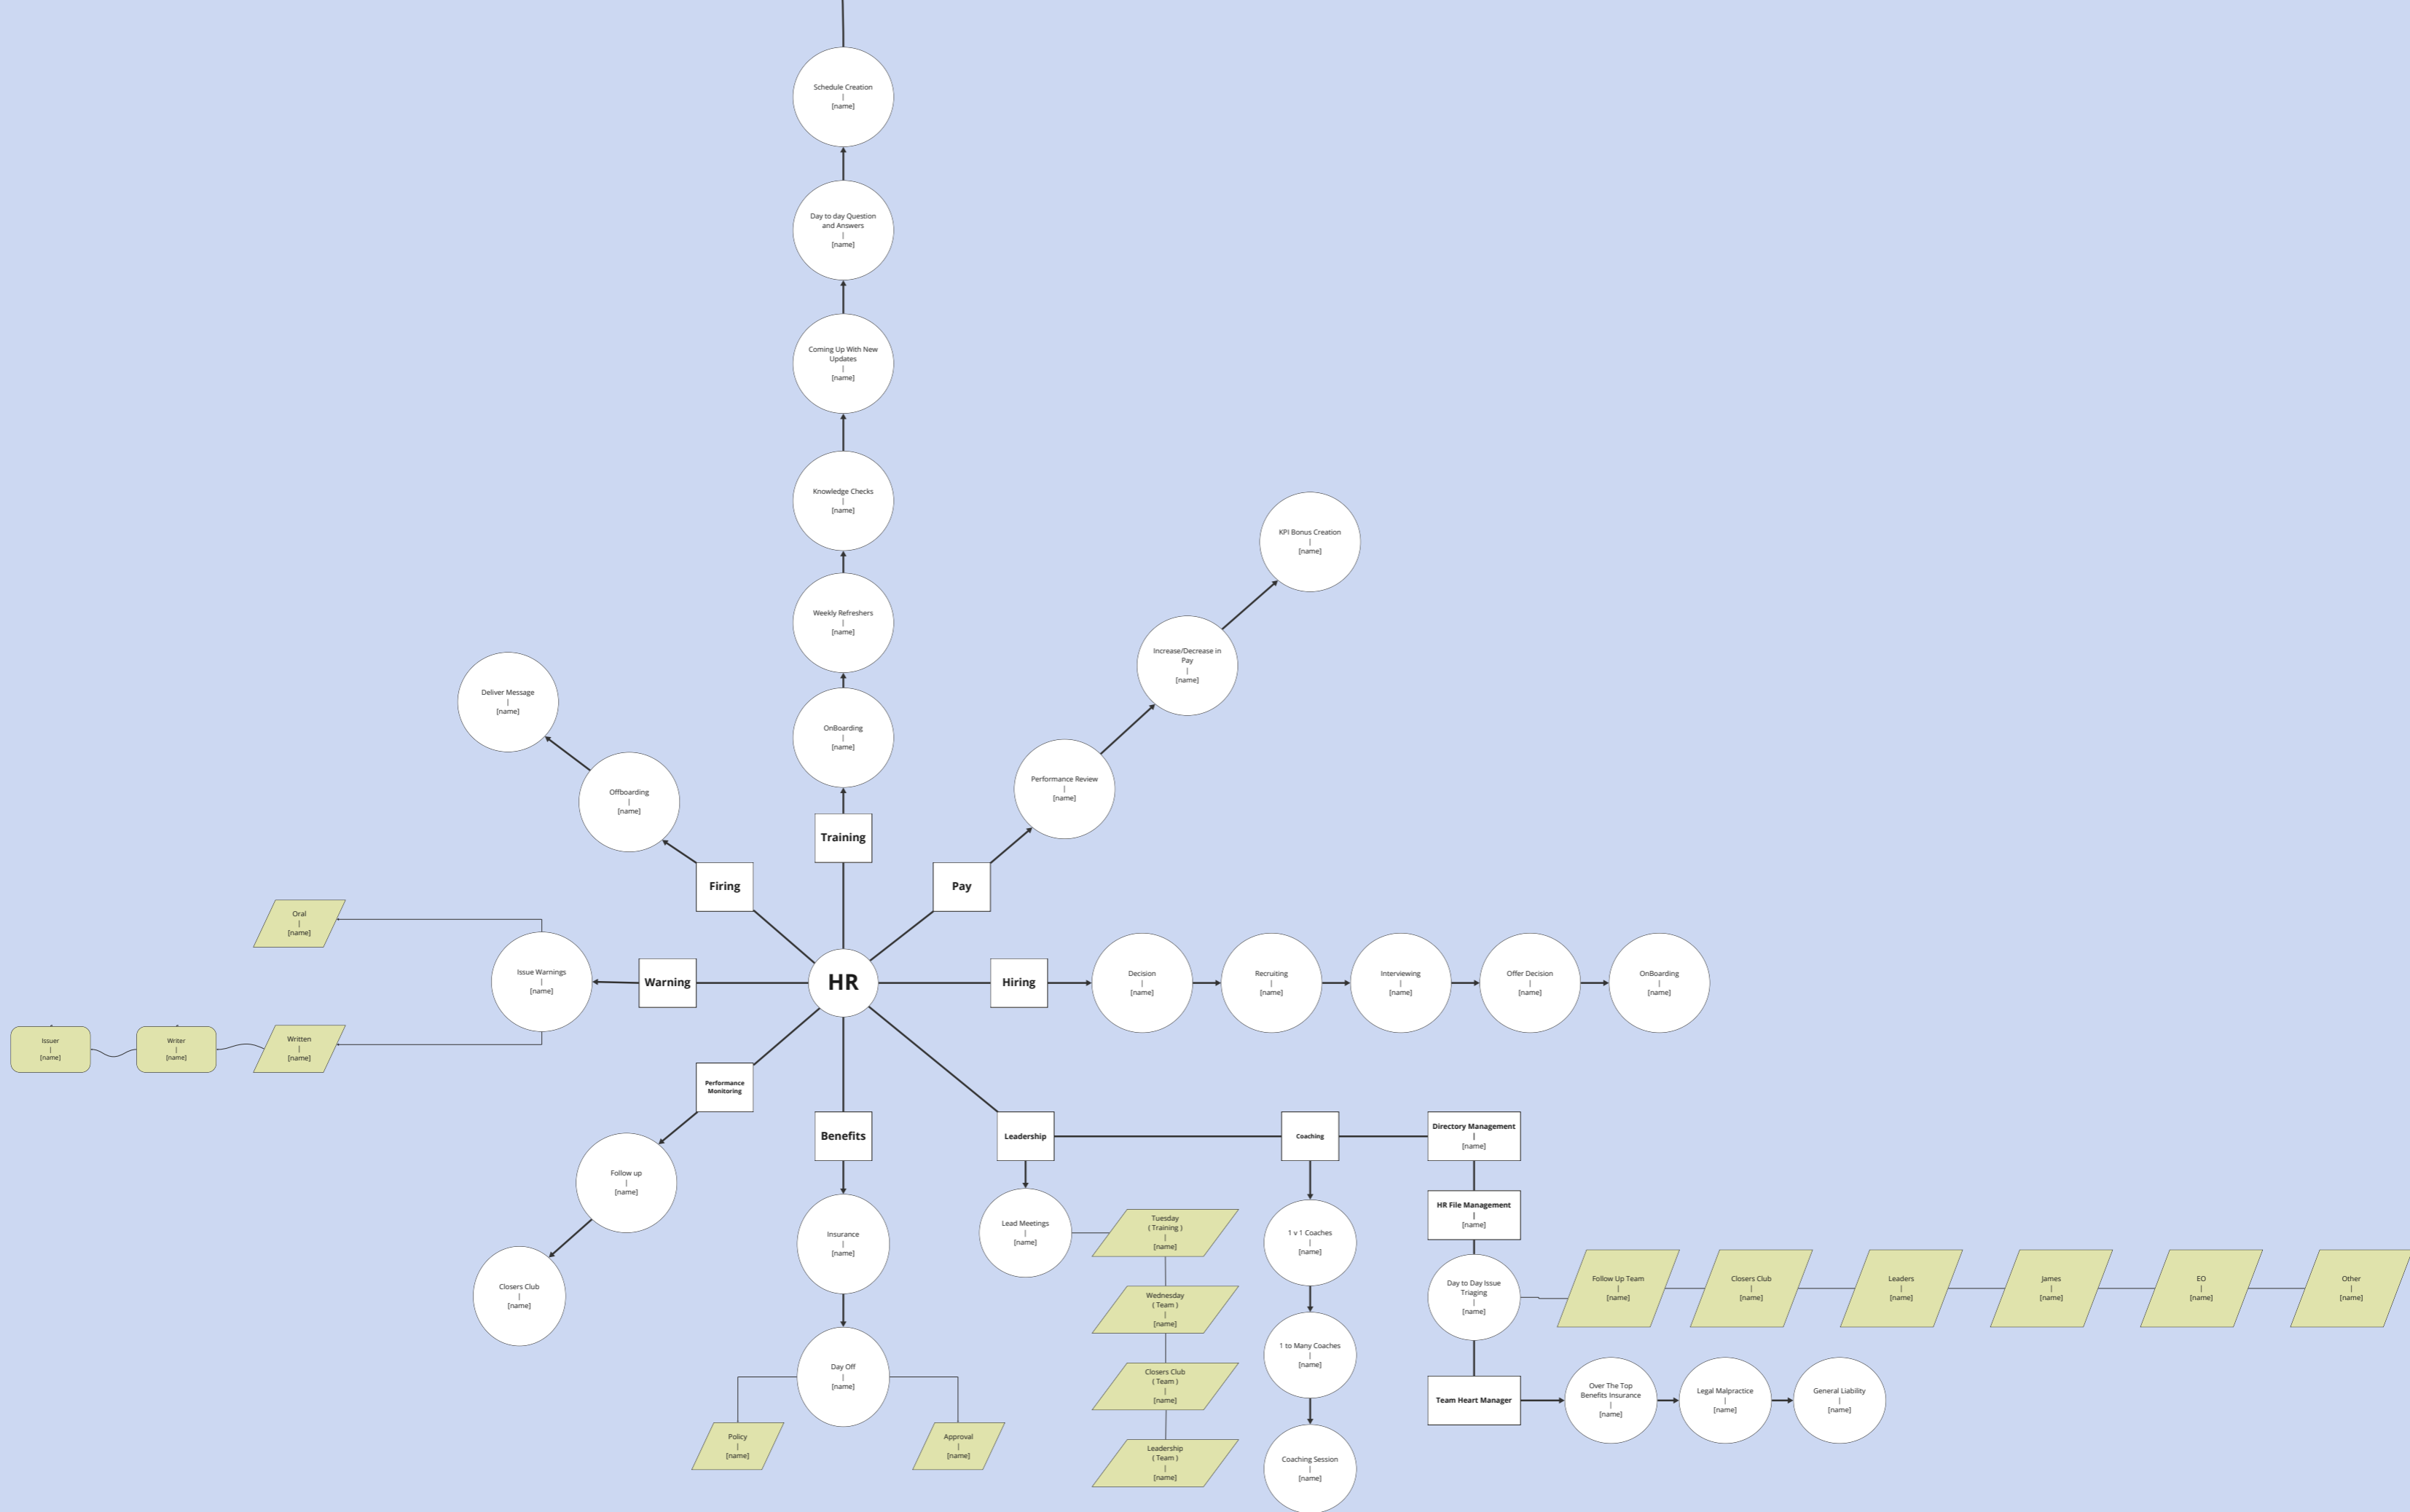 Schedule Creation
|
[name]
Day to day Question
and Answers
|
[name]
Coming Up With New
Updates
|
[name]
Knowledge Checks
|
[name]
Weekly Refreshers
|
[name]
OnBoarding
|
[name]
Training
KPI Bonus Creation
|
[name]
Increase/Decrease in
Pay
|
[name]
Performance Review
|
[name]
Pay
Deliver Message
|
[name]
Offboarding
|
[name]
Firing
Oral
|
[name]
Issue Warnings
|
[name]
Warning
HR
Hiring
Decision
|
[name]
Recruiting
|
[name]
Interviewing
|
[name]
Offer Decision
|
[name]
OnBoarding
|
[name]
Issuer
|
[name]
Writer
|
[name]
Written
|
[name]
Performance
Monitoring
Follow up
|
[name]
Closers Club
|
[name]
Benefits
Insurance
|
[name]
Day Off
|
[name]
Policy
|
[name]
Approval
|
[name]
Leadership
Lead Meetings
|
[name]
Tuesday
( Training )
|
[name]
Wednesday
( Team )
|
[name]
Closers Club
( Team )
|
[name]
Leadership
( Team )
|
[name]
Coaching
1 v 1 Coaches
|
[name]
1 to Many Coaches
|
[name]
Coaching Session
|
[name]
Directory Management
|
[name]
HR File Management
|
[name]
Day to Day Issue
Triaging
|
[name]
Follow Up Team
|
[name]
Closers Club
|
[name]
Leaders
|
[name]
James
|
[name]
EO
|
[name]
Other
|
[name]
Team Heart Manager
Over The Top
Benefits Insurance
|
[name]
Legal Malpractice
|
[name]
General Liability
|
[name]